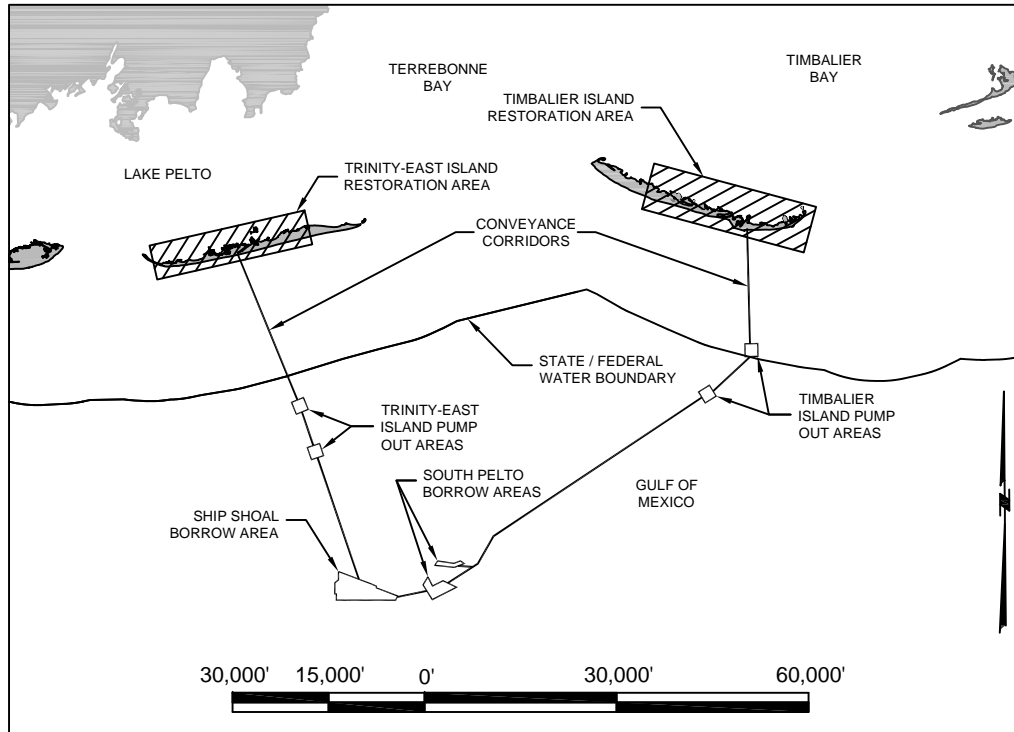 TERREBONNE
BAY
TIMBALIER
BAY
TIMBALIER ISLAND
RESTORATION AREA
LAKE PELTO
TRINITY-EAST ISLAND
RESTORATION AREA
CONVEYANCE
CORRIDORS
STATE / FEDERAL
WATER BOUNDARY
TRINITY-EAST
ISLAND PUMP
OUT AREAS
TIMBALIER
ISLAND PUMP
OUT AREAS
SOUTH PELTO
BORROW AREAS
GULF OF
MEXICO
SHIP SHOAL
BORROW AREA
N
30,000' 15,000' 0' 30,000' 60,000'